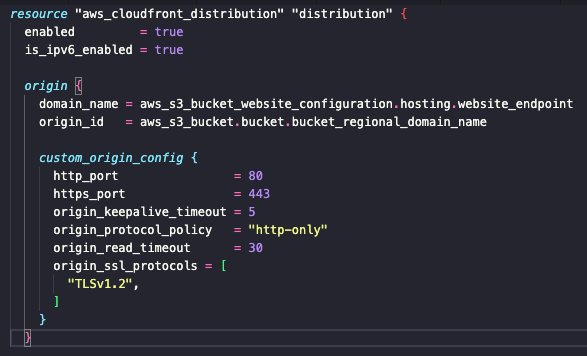 resource "aws_cloudfront_distribution" "distribution" {
enabled = true
is_ipv6_enabled = true
origin {
domain_name = aws_s3_bucket_website_configuration.hosting.website_endpoint
origin_id = aws_s3_bucket.bucket.bucket_regional_domain_name
custom_origin_config {
http_port = 80
https_port = 443
origin_keepalive_timeout = 5
origin_protocol_policy = "http-only"
origin_read_timeout = 30
origin_ssl_protocols = [
"TLSv1.2",
]
}
}